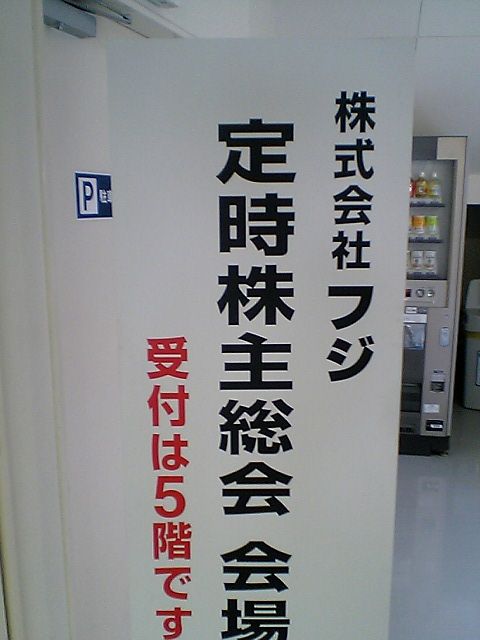 株式会社フジ
定時株主総会 会場
受付は5階です
P